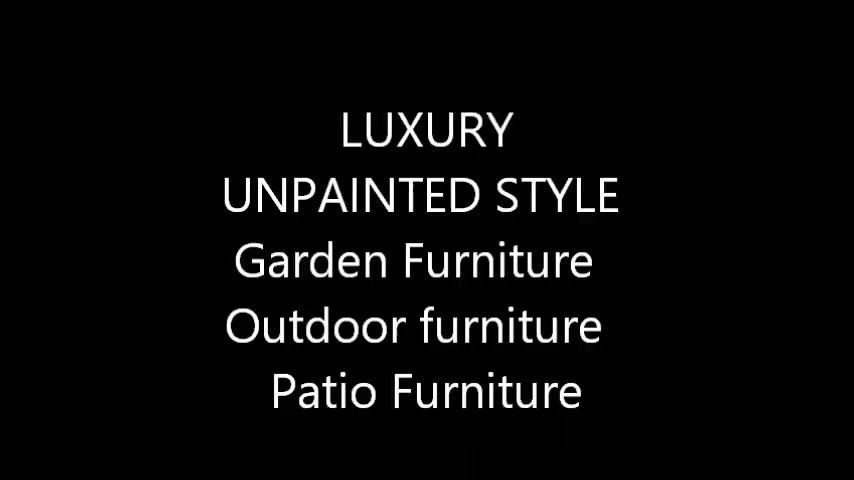 LUXURY
UNPAINTED STYLE
Garden Furniture
Outdoor furniture
Patio Furniture